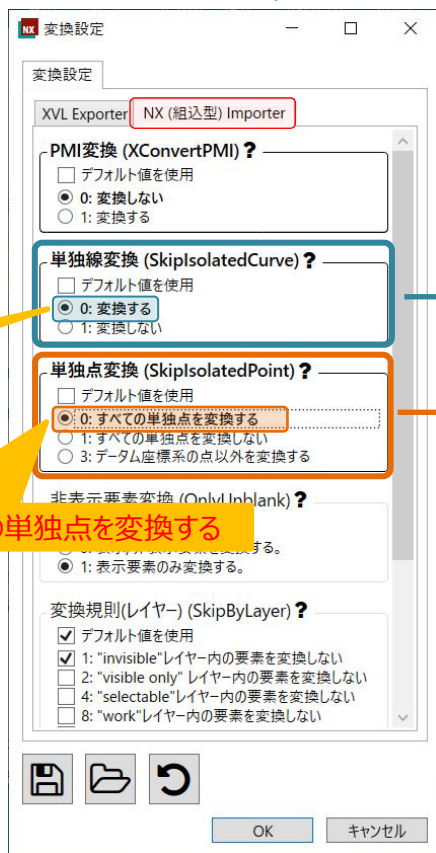 NX 変換設定
変換設定
XVL Exporter NX (組込型) Importer
PMI変換 (XConvertPMI) ?
デフォルト値を使用
0: 変換しない
1: 変換する
単独線変換 (SkipIsolatedCurve) ?
デフォルト値を使用
0: 変換する
1: 変換しない
単独点変換 (SkipIsolatedPoint) ?
デフォルト値を使用
0: すべての単独点を変換する
1: すべての単独点を変換しない
3: データム座標系の点以外を変換する
非表示要素変換 (OnlyUnblank) ?
の単独点を変換する
する。
1: 表示要素のみ変換する。
変換規則(レイヤー) (SkipByLayer) ?
デフォルト値を使用
1: "invisible"レイヤー内の要素を変換しない
2: "visible only" レイヤー内の要素を変換しない
4: "selectable"レイヤー内の要素を変換しない
8: "work"レイヤー内の要素を変換しない
OK キャンセル